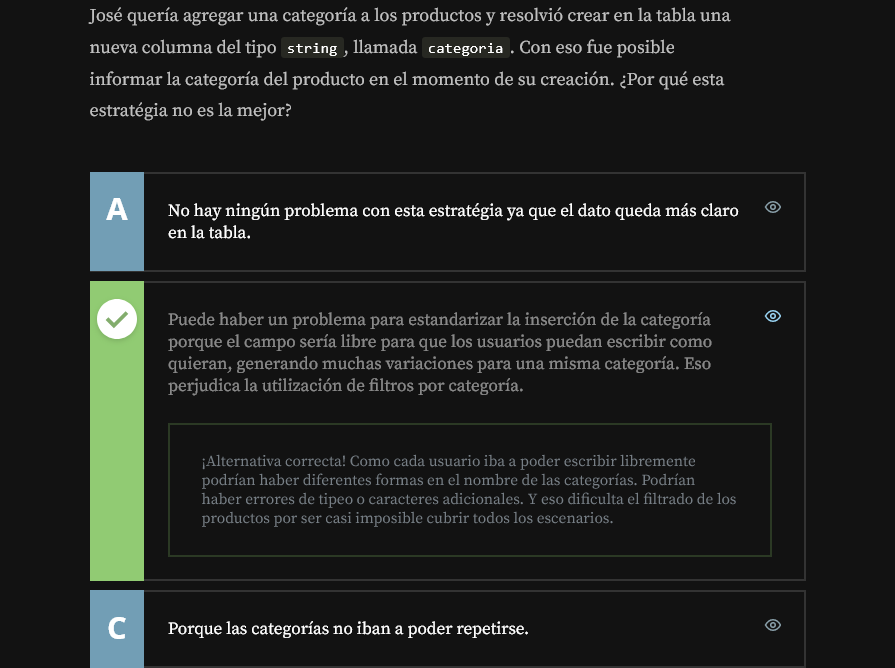 José quería agregar una categoría a los productos y resolvió crear en la tabla una
nueva columna del tipo string, llamada categoria. Con eso fue posible
informar la categoría del producto en el momento de su creación. ¿Por qué esta
estratégia no es la mejor?
A
No hay ningún problema con esta estratégia ya que el dato queda más claro
en la tabla.
Puede haber un problema para estandarizar la inserción de la categoría
porque el campo sería libre para que los usuarios puedan escribir como
quieran, generando muchas variaciones para una misma categoría. Eso
perjudica la utilización de filtros por categoría.
¡Alternativa correcta! Como cada usuario iba a poder escribir libremente
podrían haber diferentes formas en el nombre de las categorías. Podrían
haber errores de tipeo o caracteres adicionales. Y eso dificulta el filtrado de los
productos por ser casi imposible cubrir todos los escenarios.
C
Porque las categorías no iban a poder repetirse.